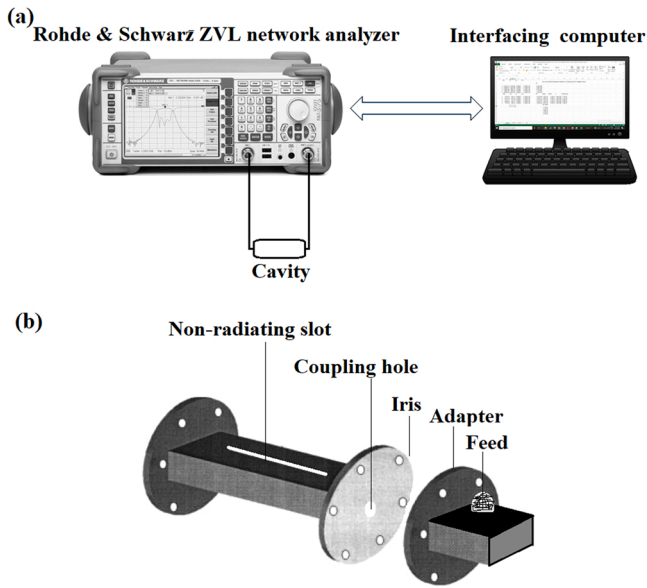 (a)
Rohde & Schwarz ZVL network analyzer
Interfacing computer
Cavity
(b)
Non-radiating slot
Coupling hole
Iris
Adapter
Feed